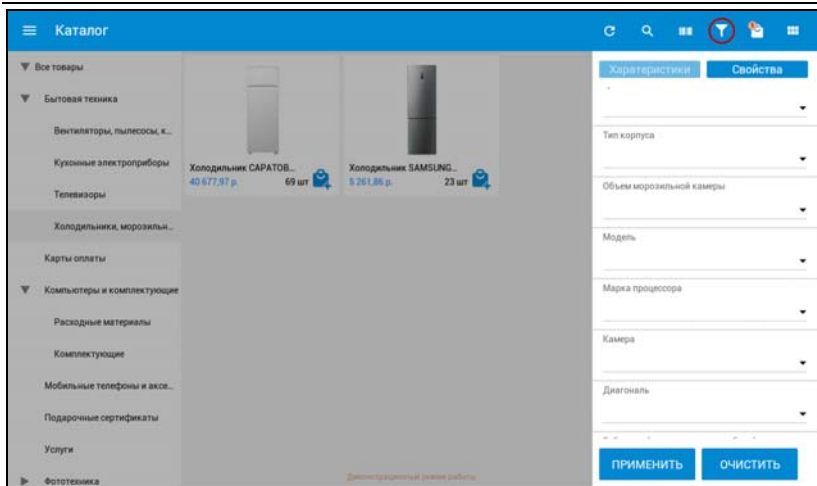 Каталог
Все товары
Бытовая техника
Вентиляторы, пылесосы, к...
Кухонные электроприборы
Телевизоры
Холодильники, морозильн...
Карты оплаты
Компьютеры и комплектующие
Расходные материалы
Комплектующие
Мобильные телефоны и аксе...
Подарочные сертификаты
Услуги
Фототехника
Холодильник САРАТОВ...
40 677,97 р. 69 шт
Холодильник SAMSUNG...
5 261,86 р. 23 шт
Демонстрационный режим работы
Харатеристики Свойства
Тип корпуса
Объем морозильной камеры
Модель
Марка процессора
Камера
Диагональ
ПРИМЕНИТЬ ОЧИСТИТЬ